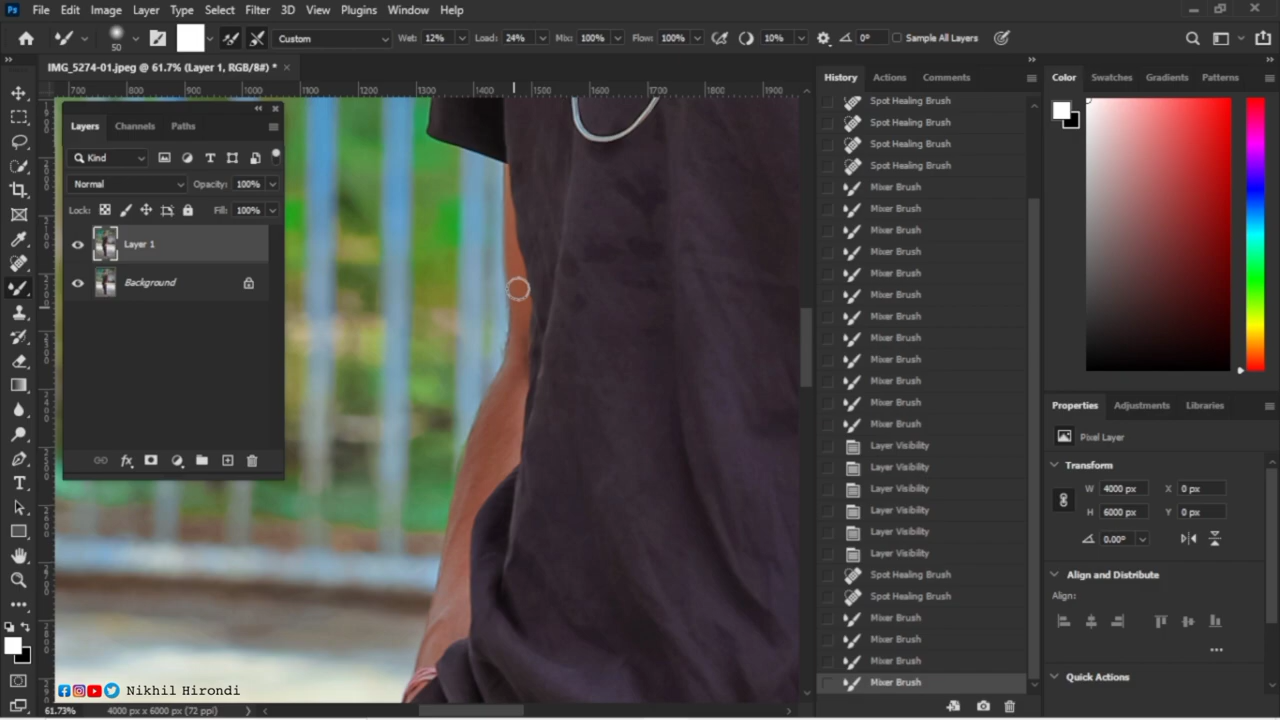 Ps File Edit Image Layer Type Select Filter 3D View Plugins Window Help
50 Custom Wet: 12% Load: 24% Mix: 100% Flow: 100% 10% 0° Sample All Layers
IMG_5274-01.jpeg @ 61.7% (Layer 1, RGB/8#) *
700 800 900 1000 1100 1200 1300 1400 1500 1600 1700 1800 1900
Layers Channels Paths
Kind
Normal Opacity: 100%
Lock: Fill: 100%
Layer 1
Background
fx
History Actions Comments
Spot Healing Brush
Spot Healing Brush
Spot Healing Brush
Spot Healing Brush
Mixer Brush
Mixer Brush
Mixer Brush
Mixer Brush
Mixer Brush
Mixer Brush
Mixer Brush
Mixer Brush
Mixer Brush
Mixer Brush
Mixer Brush
Mixer Brush
Layer Visibility
Layer Visibility
Layer Visibility
Layer Visibility
Layer Visibility
Layer Visibility
Spot Healing Brush
Spot Healing Brush
Mixer Brush
Mixer Brush
Mixer Brush
Mixer Brush
Color Swatches Gradients Patterns
Properties Adjustments Libraries
Pixel Layer
Transform
W 4000 px X 0 px
H 6000 px Y 0 px
0.00°
Align and Distribute
Align:
Quick Actions
Nikhil Hirondi
61.73% 4000 px x 6000 px (72 ppi)